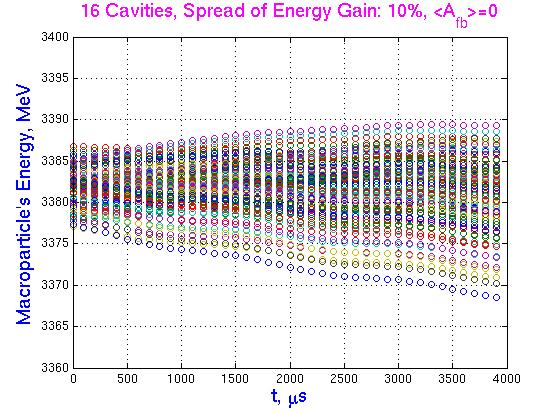 16 Cavities, Spread of Energy Gain: 10%, <A_fb>=0
Macroparticle's Energy, MeV
3400
3395
3390
3385
3380
3375
3370
3365
3360
0 500 1000 1500 2000 2500 3000 3500 4000
t, μs